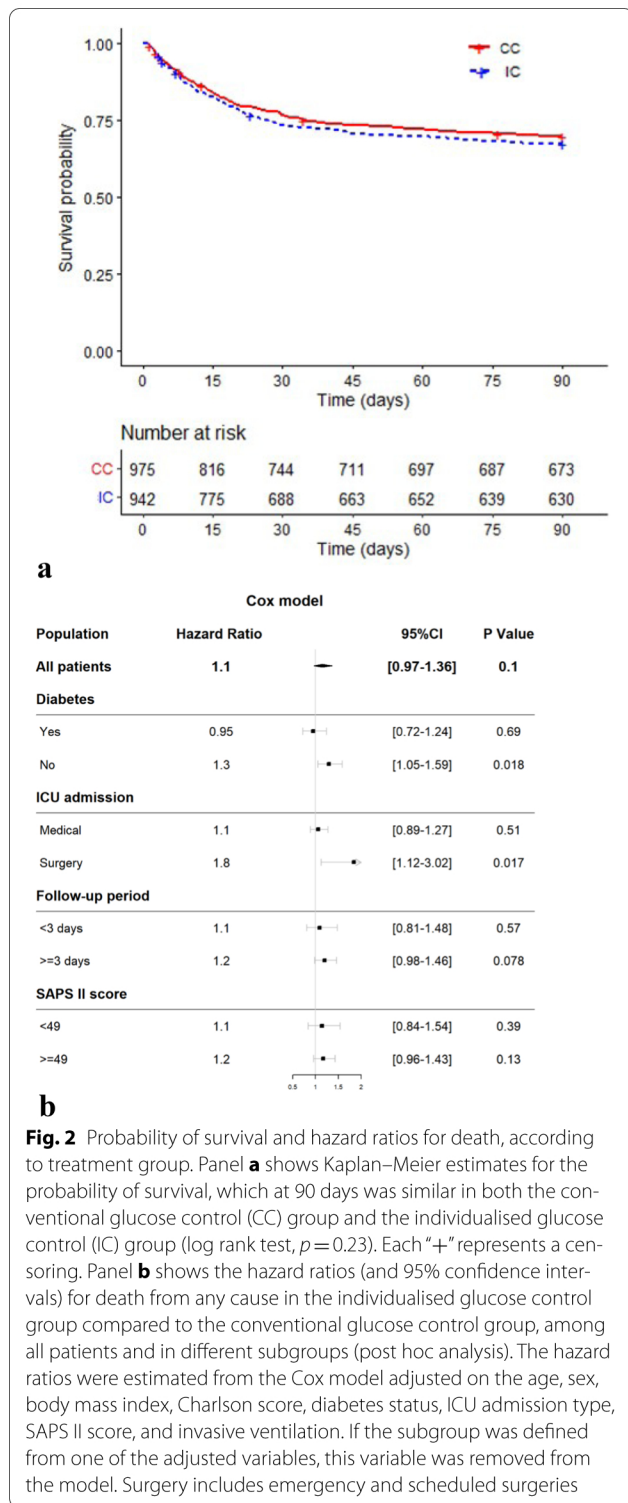 1.00
0.75
0.50
0.25
0.00
Survival probability
CC
IC
0 15 30 45 60 75 90
Time (days)
Number at risk
CC 975 816 744 711 697 687 673
IC 942 775 688 663 652 639 630
0 15 30 45 60 75 90
Time (days)
a
Cox model
Population Hazard Ratio 95%CI P Value
All patients 1.1 [0.97-1.36] 0.1
Diabetes
Yes 0.95 [0.72-1.24] 0.69
No 1.3 [1.05-1.59] 0.018
ICU admission
Medical 1.1 [0.89-1.27] 0.51
Surgery 1.8 [1.12-3.02] 0.017
Follow-up period
<3 days 1.1 [0.81-1.48] 0.57
>=3 days 1.2 [0.98-1.46] 0.078
SAPS II score
<49 1.1 [0.84-1.54] 0.39
>=49 1.2 [0.96-1.43] 0.13
0.5 1 1.5 2
b
Fig. 2 Probability of survival and hazard ratios for death, according
to treatment group. Panel a shows Kaplan–Meier estimates for the
probability of survival, which at 90 days was similar in both the con-
ventional glucose control (CC) group and the individualised glucose
control (IC) group (log rank test, p = 0.23). Each “+” represents a cen-
soring. Panel b shows the hazard ratios (and 95% confidence inter-
vals) for death from any cause in the individualised glucose control
group compared to the conventional glucose control group, among
all patients and in different subgroups (post hoc analysis). The hazard
ratios were estimated from the Cox model adjusted on the age, sex,
body mass index, Charlson score, diabetes status, ICU admission type,
SAPS II score, and invasive ventilation. If the subgroup was defined
from one of the adjusted variables, this variable was removed from
the model. Surgery includes emergency and scheduled surgeries